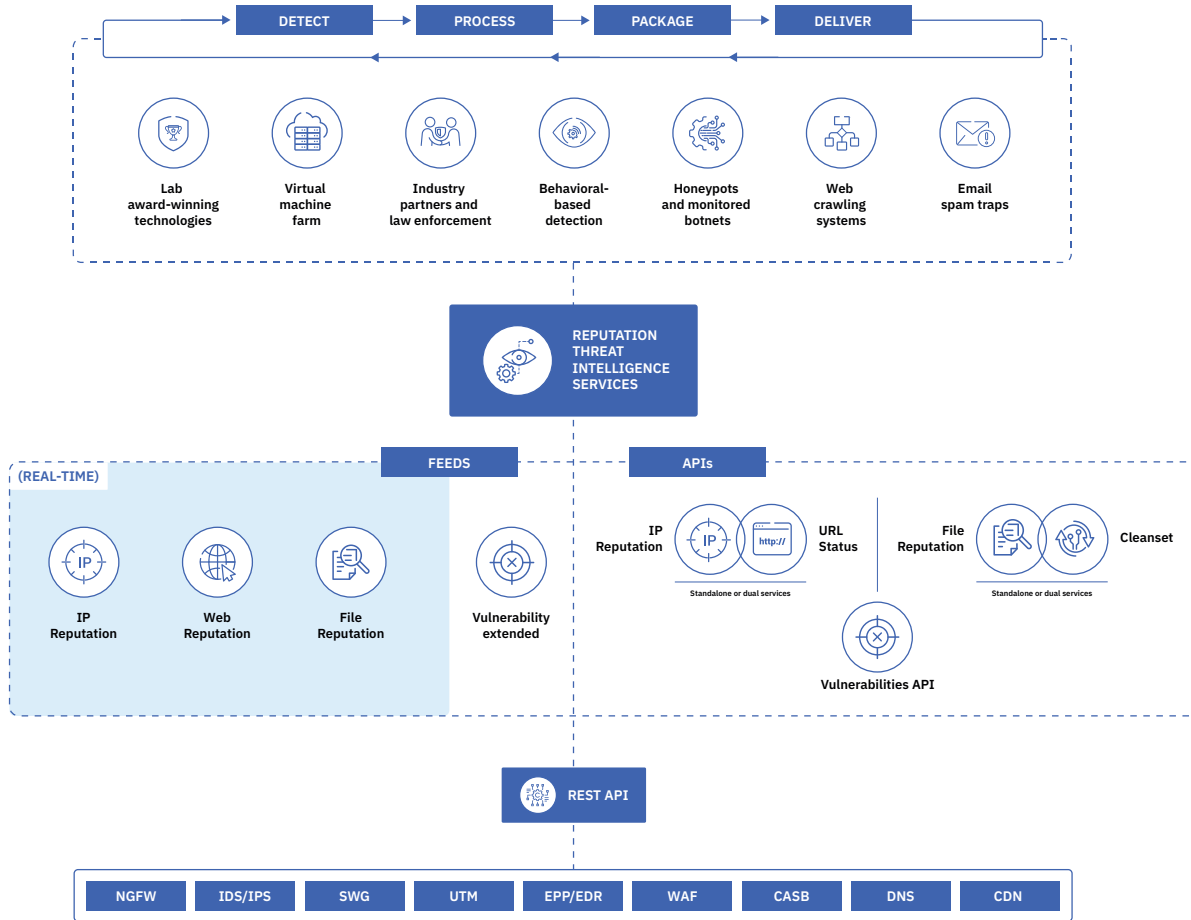 DETECT
PROCESS
PACKAGE
DELIVER
Lab
award-winning
technologies
Virtual
machine
farm
Industry
partners and
law enforcement
Behavioral-
based
detection
Honeypots
and monitored
botnets
Web
crawling
systems
Email
spam traps
REPUTATION
THREAT
INTELLIGENCE
SERVICES
FEEDS
APIs
(REAL-TIME)
IP
IP
Reputation
Web
Reputation
File
Reputation
Vulnerability
extended
IP
Reputation
IP
http://
URL
Status
Standalone or dual services
File
Reputation
Cleanset
Standalone or dual services
Vulnerabilities API
REST API
NGFW
IDS/IPS
SWG
UTM
EPP/EDR
WAF
CASB
DNS
CDN